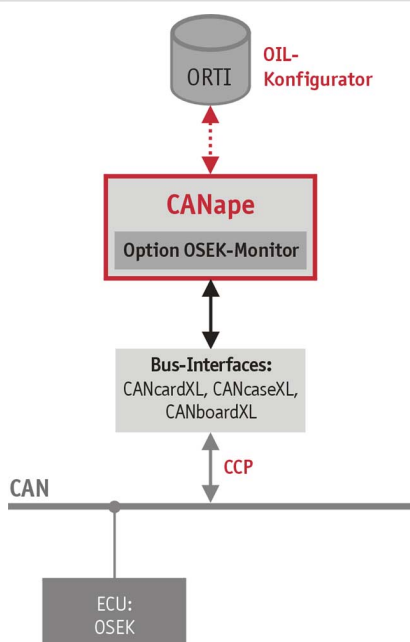 ORTI
OIL-
Konfigurator
CANape
Option OSEK-Monitor
Bus-Interfaces:
CANcardXL, CANcaseXL,
CANboardXL
CCP
CAN
ECU:
OSEK